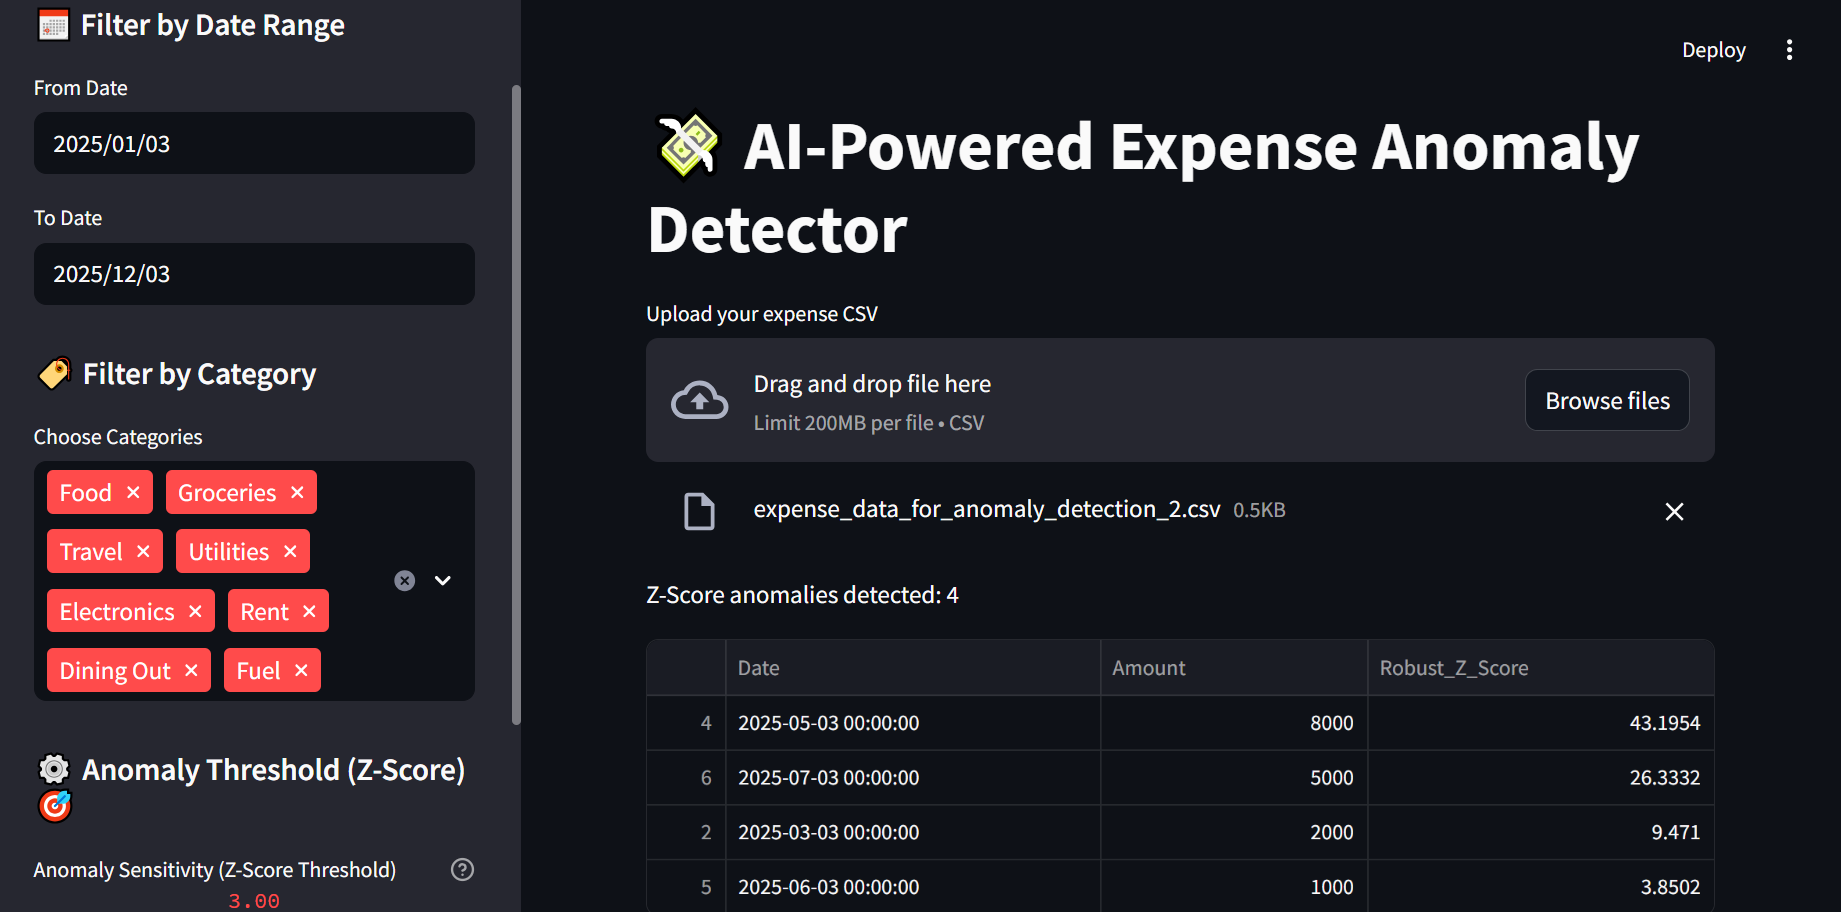 Filter by Date Range
From Date
2025/01/03
To Date
2025/12/03
Filter by Category
Choose Categories
Food × Groceries ×
Travel × Utilities ×
Electronics × Rent ×
Dining Out × Fuel ×
Anomaly Threshold (Z-Score)
Anomaly Sensitivity (Z-Score Threshold)
3.00
Deploy
AI-Powered Expense Anomaly
Detector
Upload your expense CSV
Drag and drop file here
Limit 200MB per file • CSV
Browse files
expense_data_for_anomaly_detection_2.csv 0.5KB
Z-Score anomalies detected: 4
Date Amount Robust_Z_Score
4 2025-05-03 00:00:00 8000 43.1954
6 2025-07-03 00:00:00 5000 26.3332
2 2025-03-03 00:00:00 2000 9.471
5 2025-06-03 00:00:00 1000 3.8502